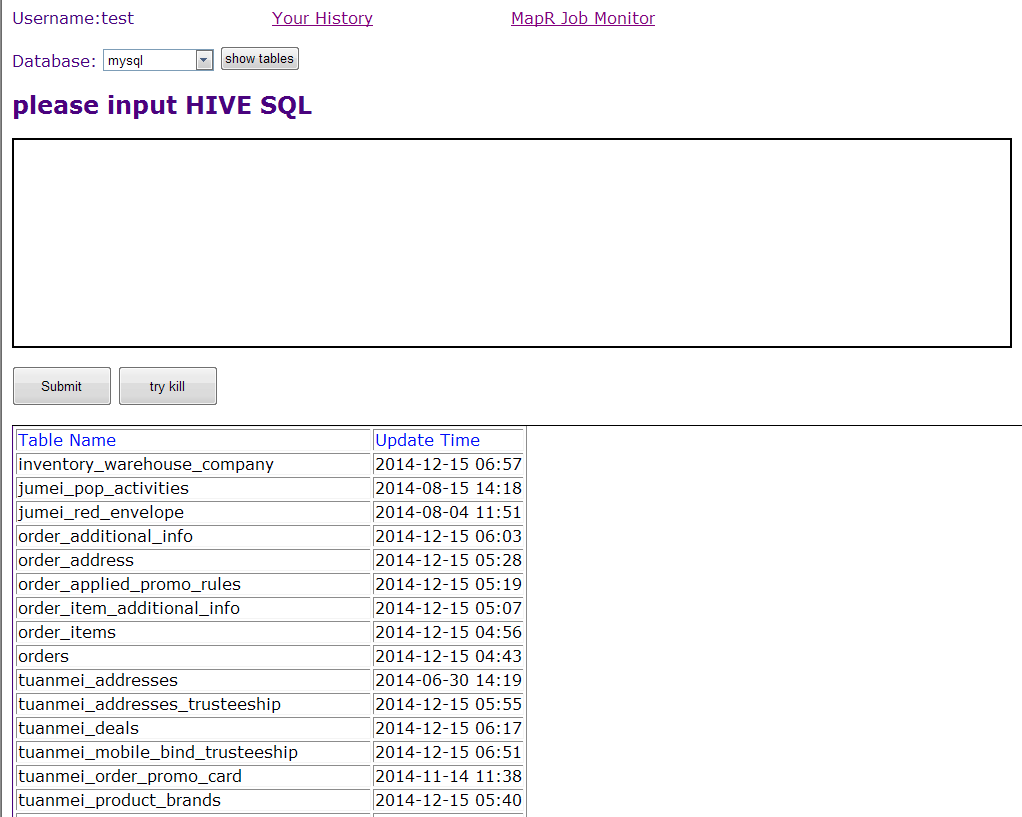 Username:test Your History MapR Job Monitor
Database: mysql show tables
please input HIVE SQL
Submit try kill
Table Name Update Time
inventory_warehouse_company 2014-12-15 06:57
jumei_pop_activities 2014-08-15 14:18
jumei_red_envelope 2014-08-04 11:51
order_additional_info 2014-12-15 06:03
order_address 2014-12-15 05:28
order_applied_promo_rules 2014-12-15 05:19
order_item_additional_info 2014-12-15 05:07
order_items 2014-12-15 04:56
orders 2014-12-15 04:43
tuanmei_addresses 2014-06-30 14:19
tuanmei_addresses_trusteeship 2014-12-15 05:55
tuanmei_deals 2014-12-15 06:17
tuanmei_mobile_bind_trusteeship 2014-12-15 06:51
tuanmei_order_promo_card 2014-11-14 11:38
tuanmei_product_brands 2014-12-15 05:40